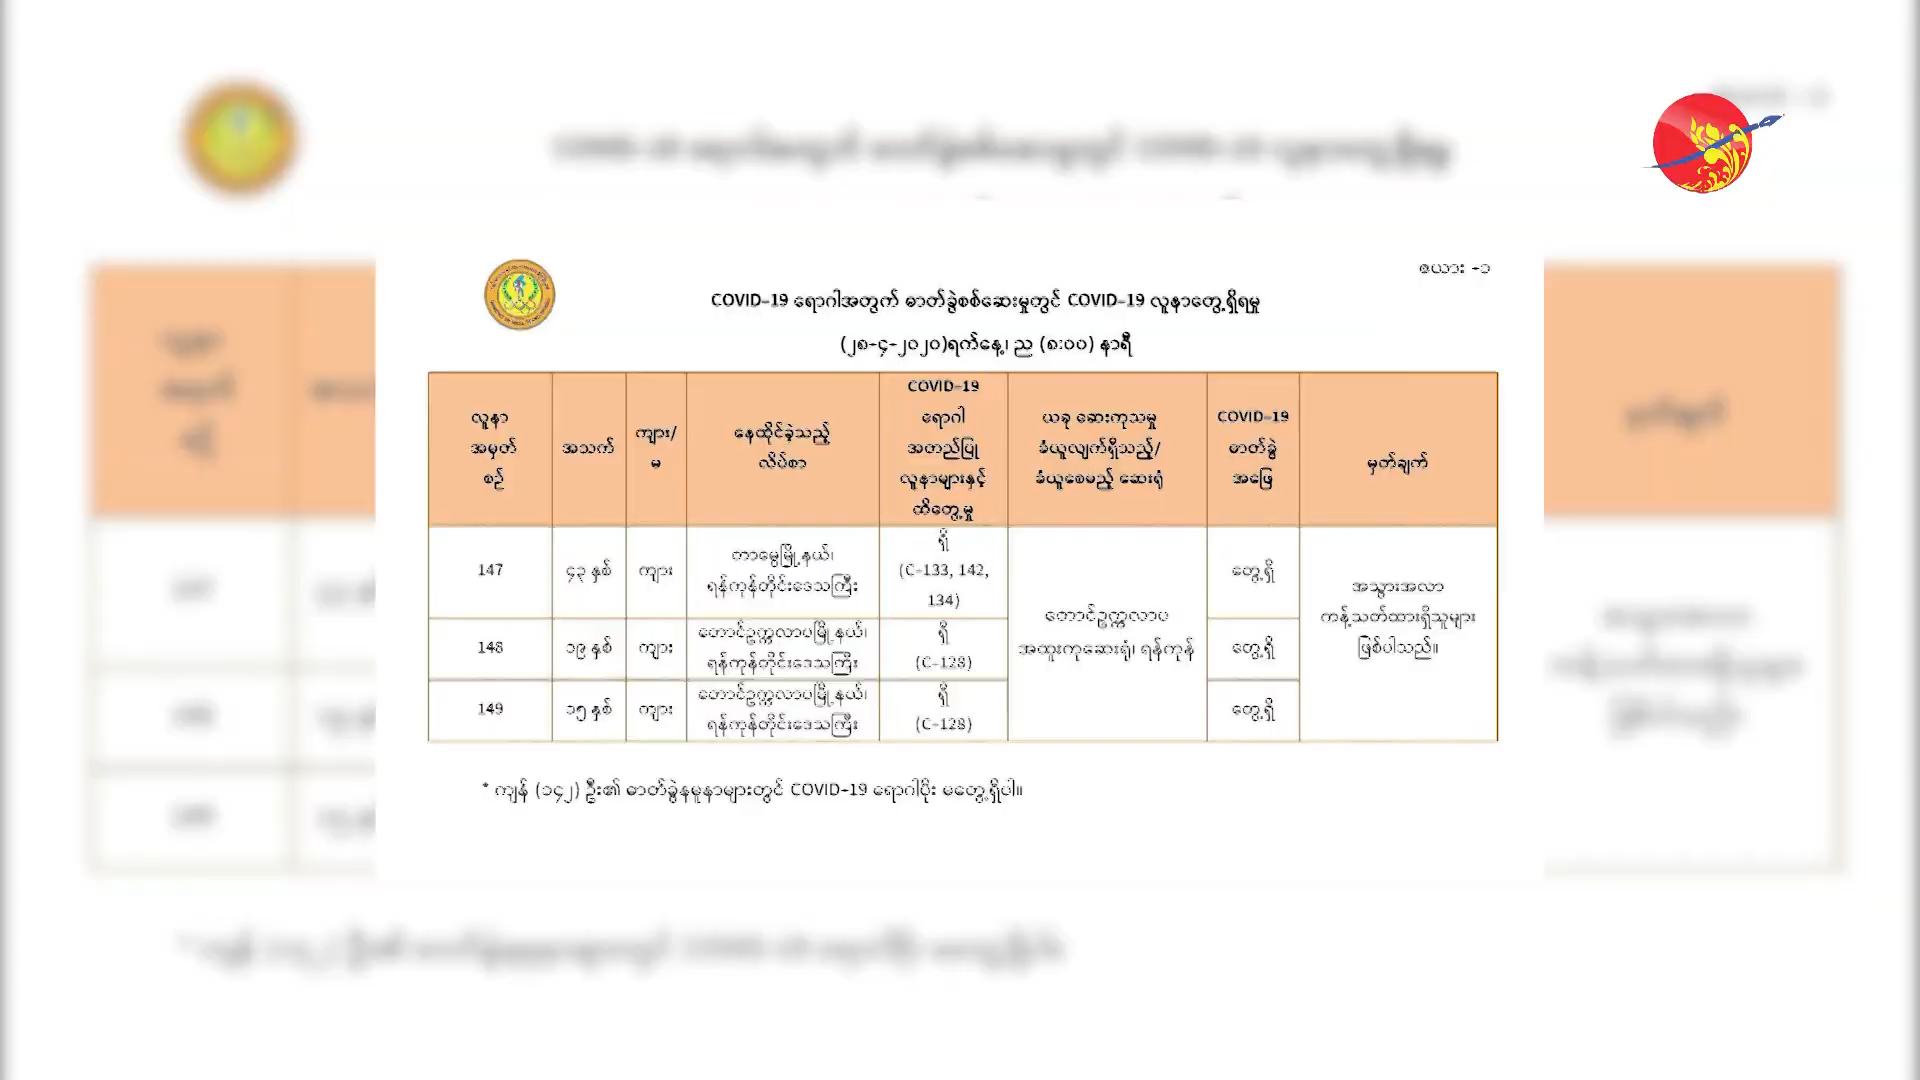 ဇယား -၁
COVID-19 ရောဂါအတွက် ဓာတ်ခွဲစစ်ဆေးမှုတွင် COVID-19 လူနာတွေ့ရှိရမှု
(၂၈-၄-၂၀၂၀)ရက်နေ့၊ ည (၈:၀၀) နာရီ
လူနာ
အမှတ်
စဉ်
အသက်
ကျား/
မ
နေထိုင်ခဲ့သည့်
လိပ်စာ
COVID-19
ရောဂါ
အတည်ပြု
လူနာများနှင့်
ထိတွေ့မှု
ယခု ဆေးကုသမှု
ခံယူလျက်ရှိသည့်/
ခံယူစေမည့် ဆေးရုံ
COVID-19
ဓာတ်ခွဲ
အဖြေ
မှတ်ချက်
147
၄၃ နှစ်
ကျား
တာမွေမြို့နယ်၊
ရန်ကုန်တိုင်းဒေသကြီး
ရှိ
(C-133, 142,
134)
တောင်ဥက္ကလာပ
အထူးကုဆေးရုံ၊ ရန်ကုန်
တွေ့ရှိ
အသွားအလာ
ကန့်သတ်ထားရှိသူများ
ဖြစ်ပါသည်။
148
၁၉ နှစ်
ကျား
တောင်ဥက္ကလာပမြို့နယ်၊
ရန်ကုန်တိုင်းဒေသကြီး
ရှိ
(C-128)
တွေ့ရှိ
149
၁၅ နှစ်
ကျား
တောင်ဥက္ကလာပမြို့နယ်၊
ရန်ကုန်တိုင်းဒေသကြီး
ရှိ
(C-128)
တွေ့ရှိ
* ကျန် (၁၄၂) ဦး၏ ဓာတ်ခွဲနမူနာများတွင် COVID-19 ရောဂါပိုး မတွေ့ရှိပါ။